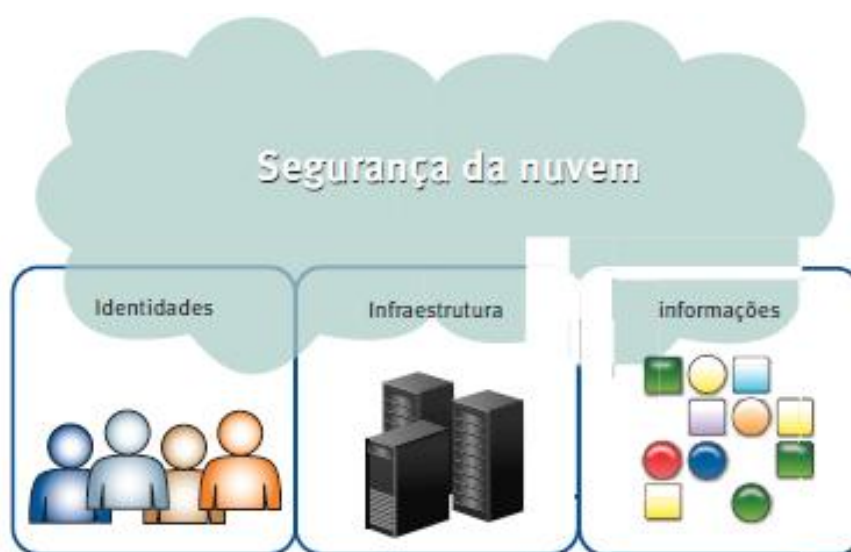 Segurança da nuvem
Identidades
Infraestrutura
informações